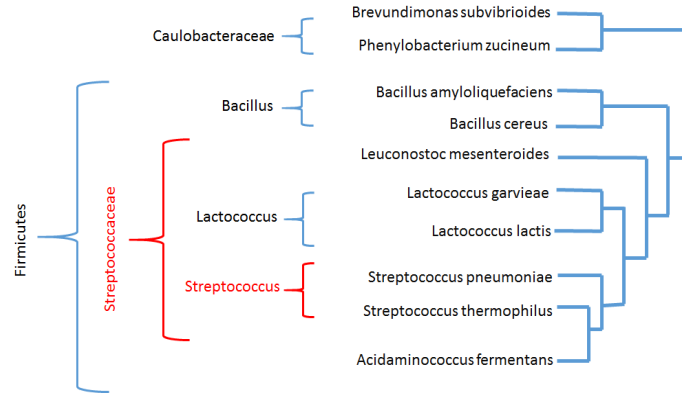 Brevundimonas subvibrioides
Caulobacteraceae
Phenylobacterium zucineum
Bacillus amyloliquefaciens
Bacillus
Bacillus cereus
Leuconostoc mesenteroides
Lactococcus garvieae
Lactococcus
Lactococcus lactis
Firmicutes
Streptococcaceae
Streptococcus pneumoniae
Streptococcus
Streptococcus thermophilus
Acidaminococcus fermentans